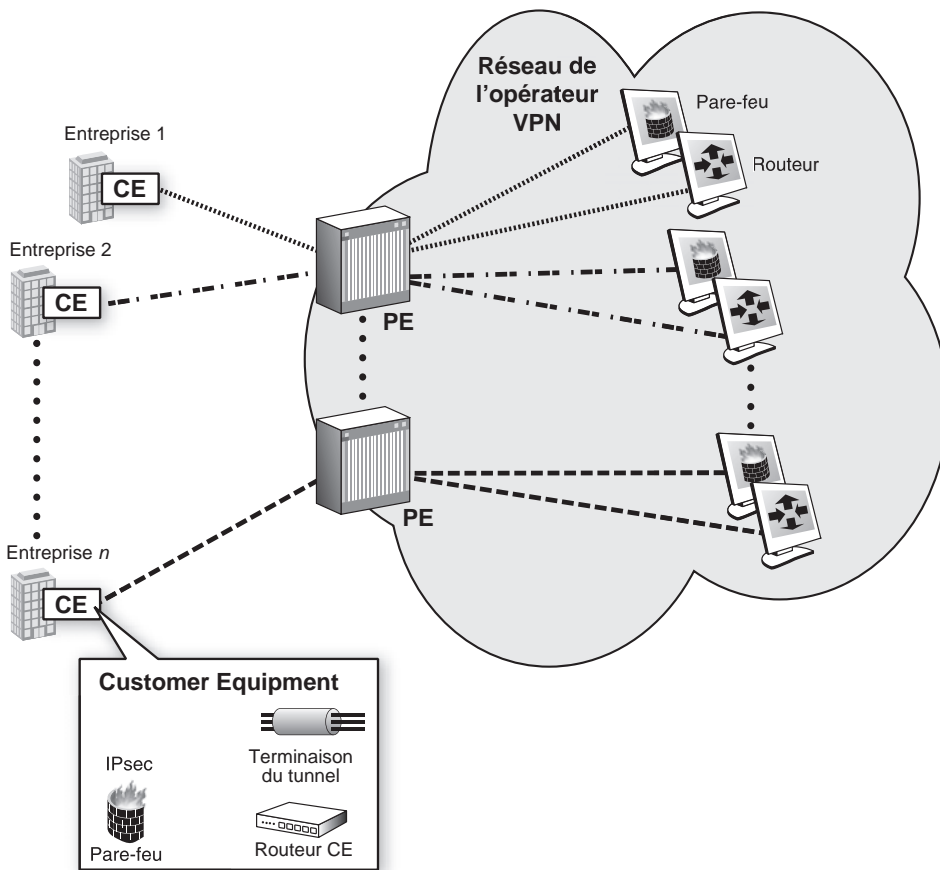 Réseau de
l'opérateur
VPN
Pare-feu
Routeur
Entreprise 1
CE
Entreprise 2
CE
PE
PE
Entreprise n
CE
Customer Equipment
IPsec
Pare-feu
Terminaison
du tunnel
Routeur CE